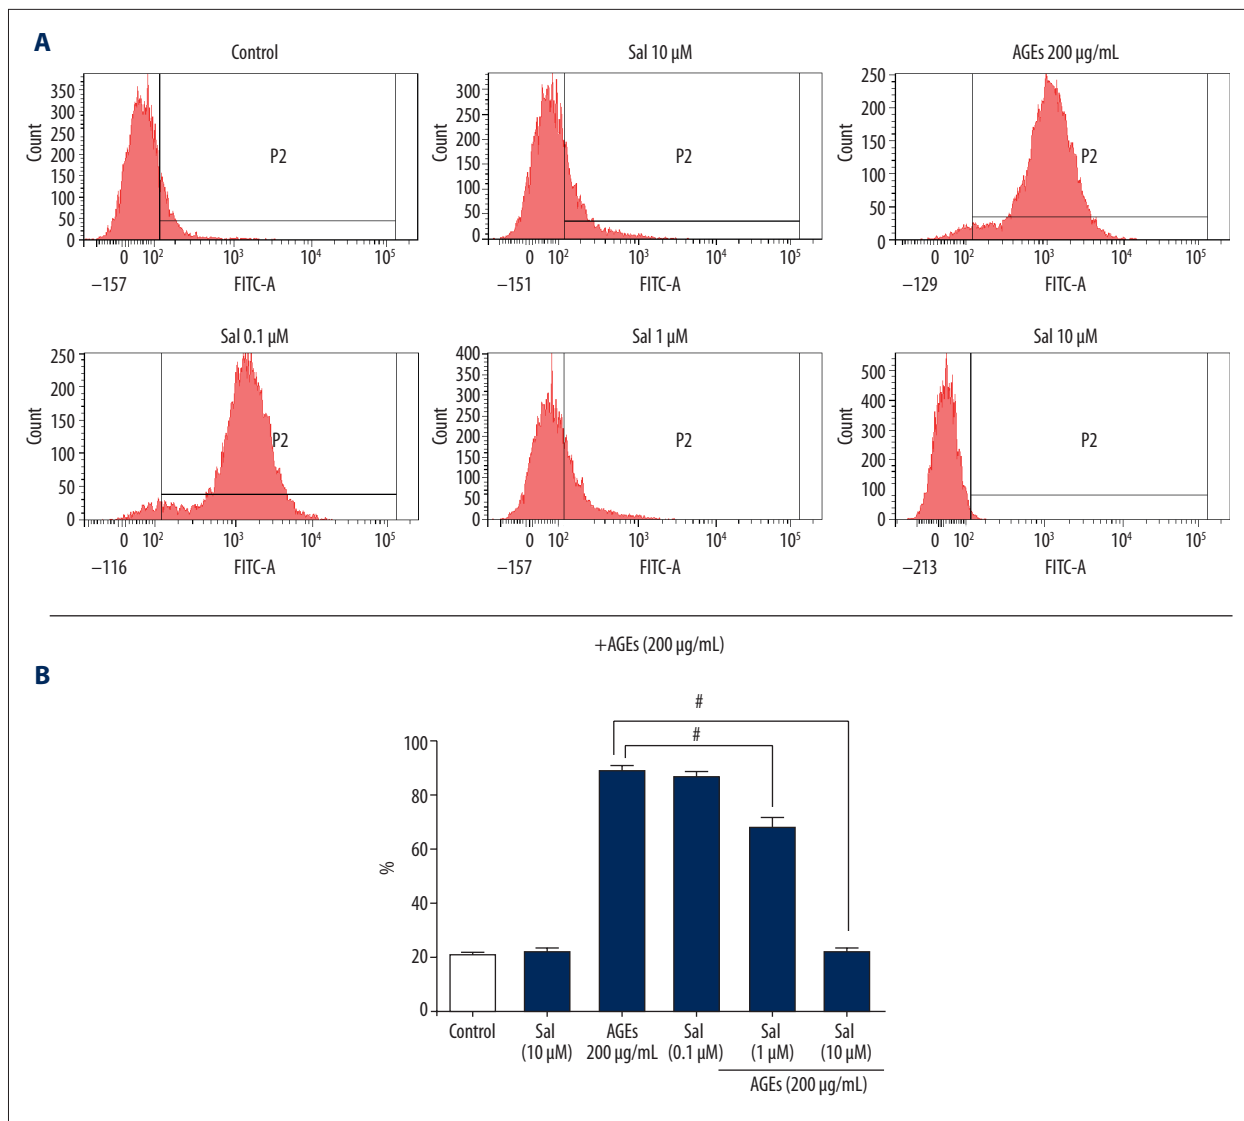 A
Control
Sal 10 µM
AGEs 200 µg/mL
Count
350
300
250
200
150
100
50
0
P2
0 10² 10³ 10⁴ 10⁵
–157
FITC-A
Count
300
250
200
150
100
50
0
P2
0 10² 10³ 10⁴ 10⁵
–151
FITC-A
Count
250
200
150
100
50
0
P2
0 10² 10³ 10⁴ 10⁵
–129
FITC-A
Sal 0.1 µM
Sal 1 µM
Sal 10 µM
Count
250
200
150
100
50
0
P2
0 10² 10³ 10⁴ 10⁵
–116
FITC-A
Count
400
350
300
250
200
150
100
50
0
P2
0 10² 10³ 10⁴ 10⁵
–157
FITC-A
Count
500
400
300
200
100
0
P2
0 10² 10³ 10⁴ 10⁵
–213
FITC-A
+AGEs (200 µg/mL)
B
#
#
%
100
80
60
40
20
0
Control
Sal
(10 µM)
AGEs
200 µg/mL
Sal
(0.1 µM)
Sal
(1 µM)
Sal
(10 µM)
AGEs (200 µg/mL)